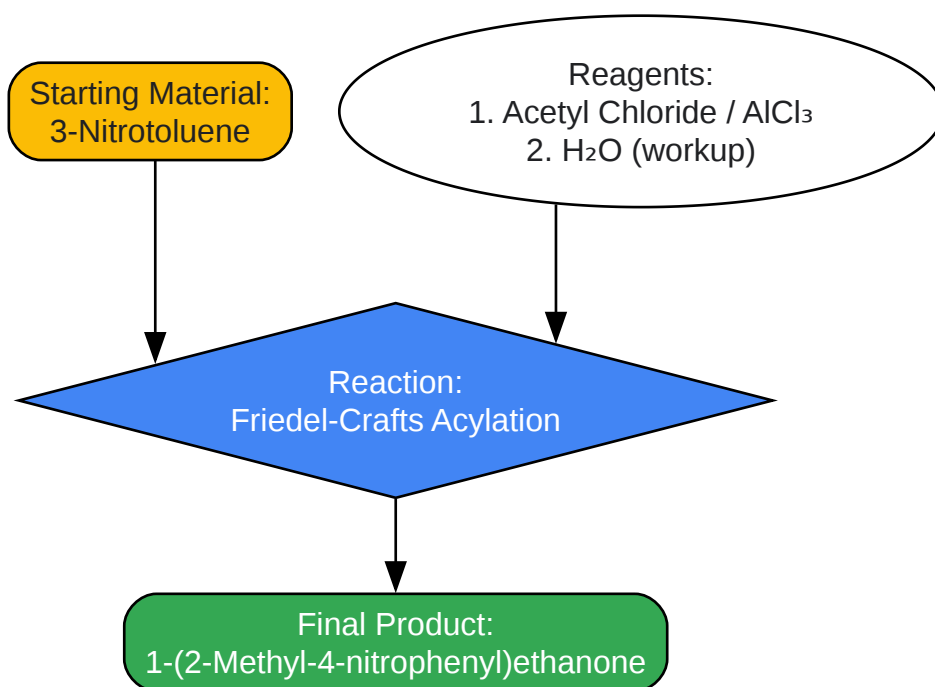 Starting Material:
3-Nitrotoluene
Reagents:
1. Acetyl Chloride / AlCl₃
2. H₂O (workup)
Reaction:
Friedel-Crafts Acylation
Final Product:
1-(2-Methyl-4-nitrophenyl)ethanone